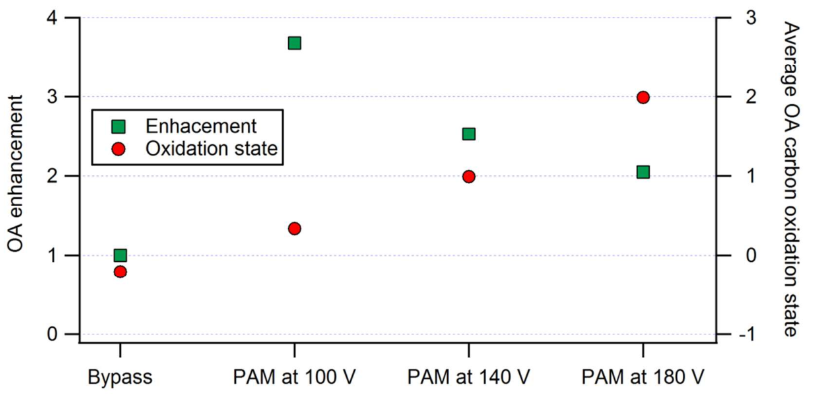 4
3
2
1
0
OA enhancement
Enhacement
Oxidation state
3
2
1
0
-1
Average OA carbon oxidation state
Bypass
PAM at 100 V
PAM at 140 V
PAM at 180 V